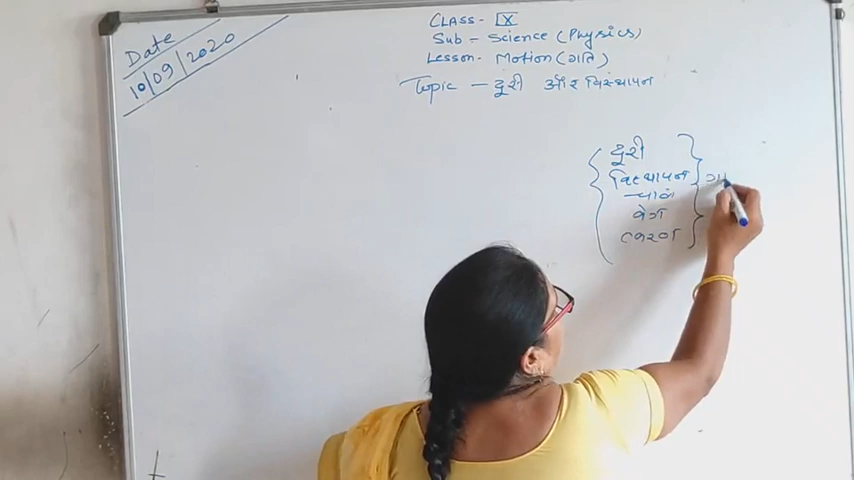 Date
10/09/2020
CLASS- IX
Sub - Science (Physics)
Lesson- Motion (गति)
Topic - दूरी और विस्थापन
दूरी
विस्थापन
चाल
वेग
त्वरण